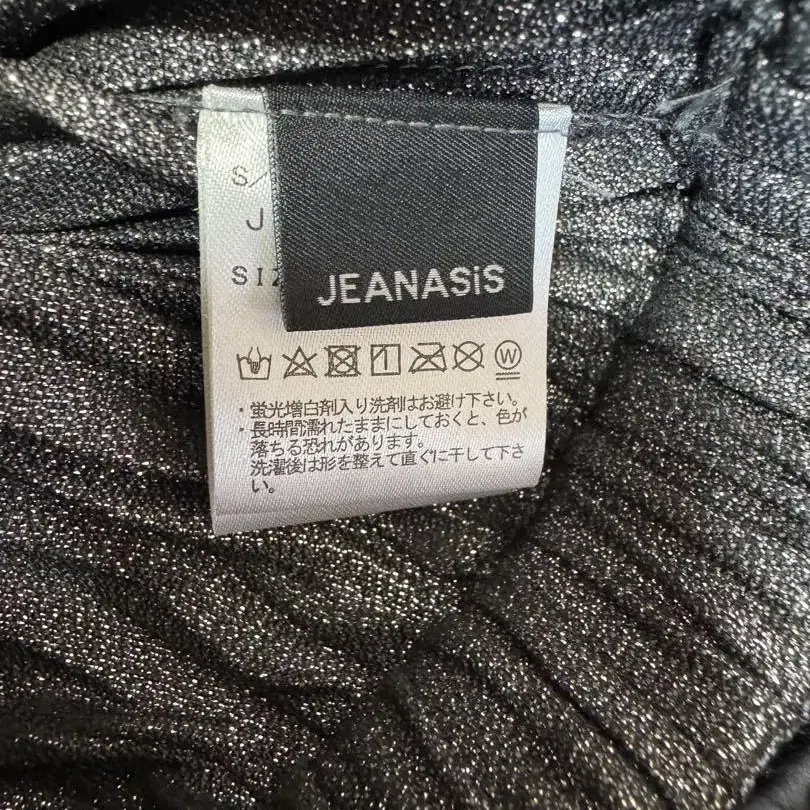 S/
J
SIZ
JEANASiS
W
・蛍光増白剤入り洗剤はお避け下さい。
・長時間濡れたままにしておくと、色が
落ちる恐れがあります。
洗濯後は形を整えて直ぐに干して下さ
い。